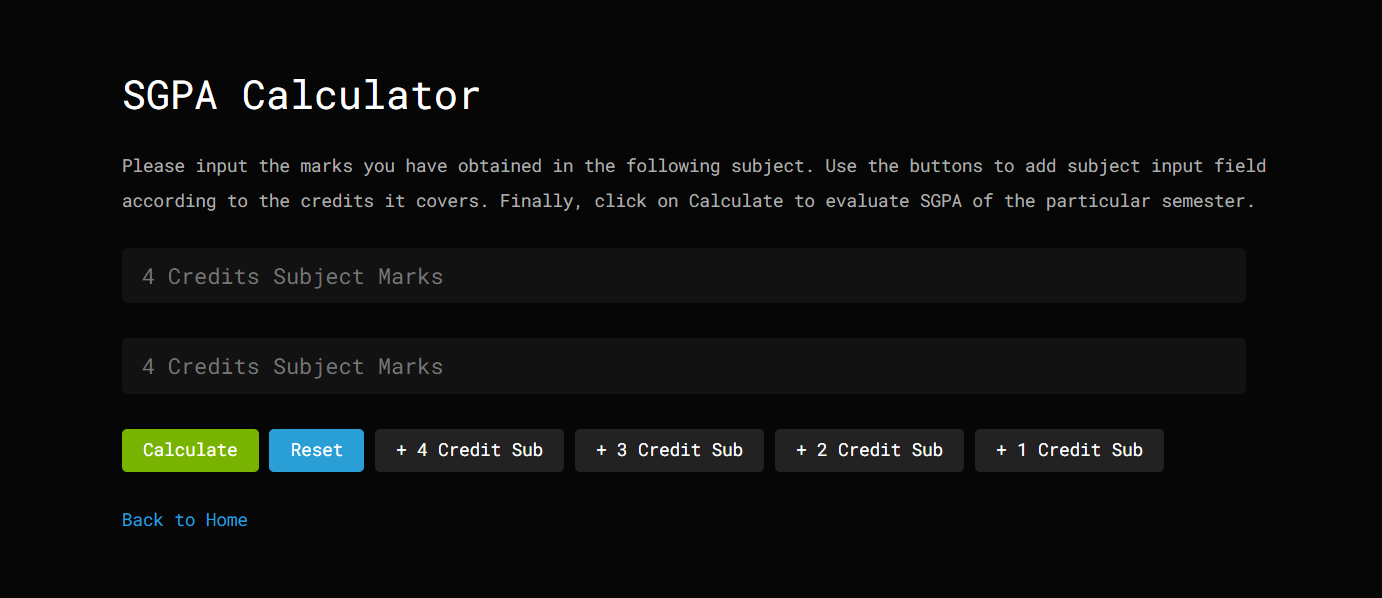 SGPA Calculator
Please input the marks you have obtained in the following subject. Use the buttons to add subject input field
according to the credits it covers. Finally, click on Calculate to evaluate SGPA of the particular semester.
4 Credits Subject Marks
4 Credits Subject Marks
Calculate Reset + 4 Credit Sub + 3 Credit Sub + 2 Credit Sub + 1 Credit Sub
Back to Home